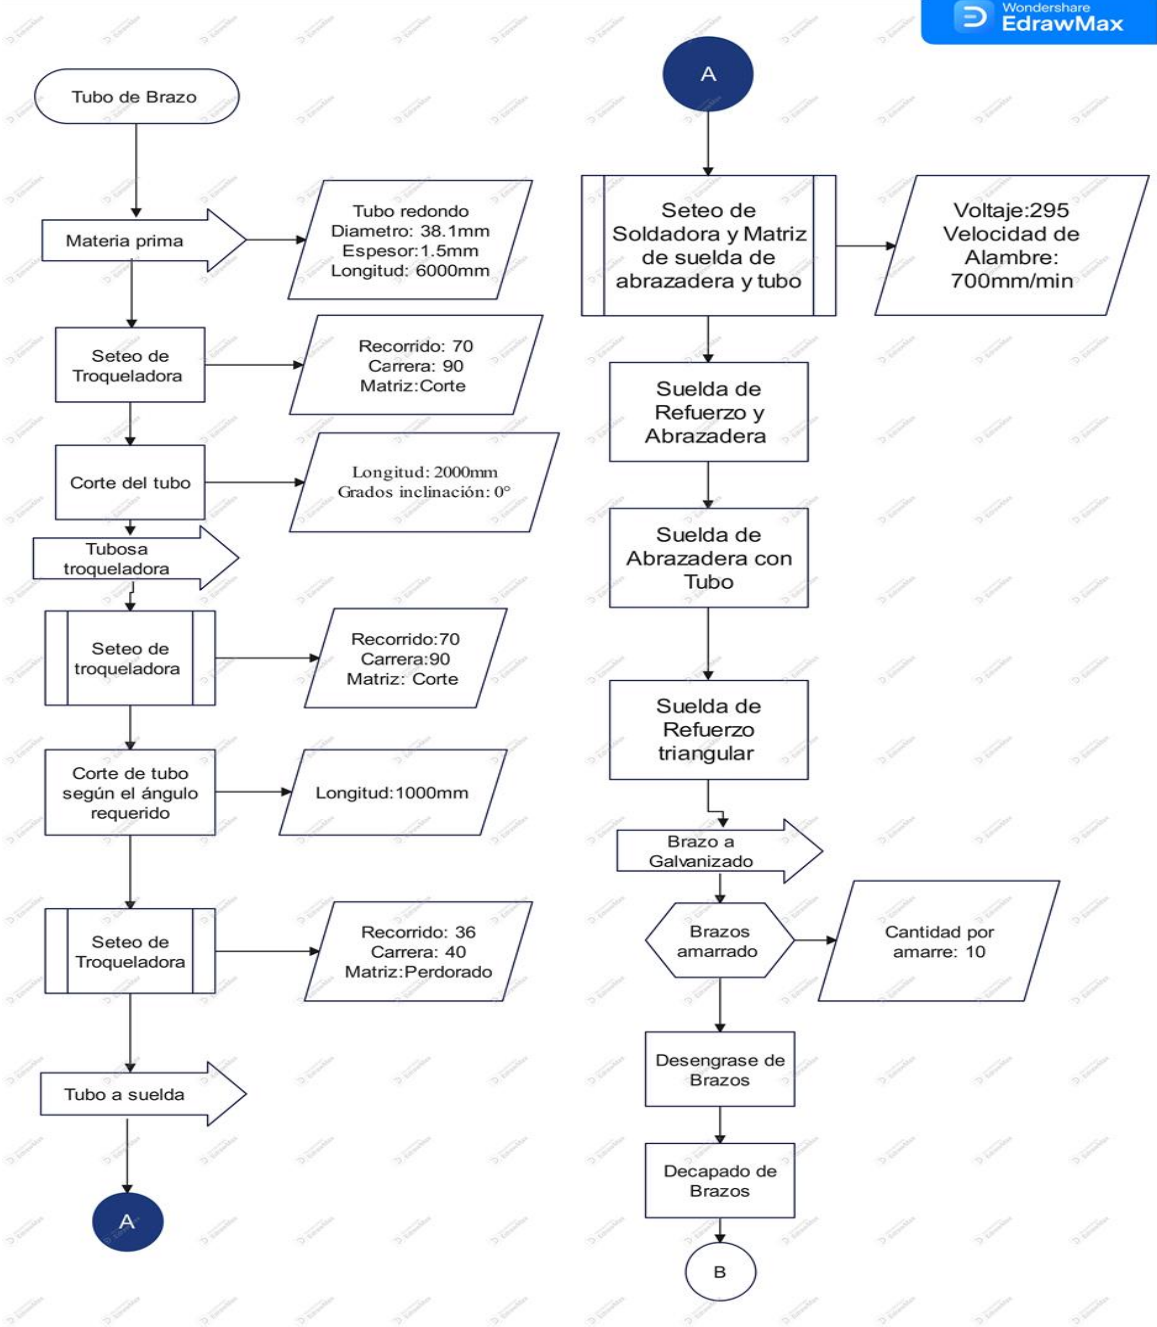 Wondershare
EdrawMax
Tubo de Brazo
Materia prima
Tubo redondo
Diametro: 38.1mm
Espesor:1.5mm
Longitud: 6000mm
Seteo de
Troqueladora
Recorrido: 70
Carrera: 90
Matriz:Corte
Corte del tubo
Longitud: 2000mm
Grados inclinación: 0°
Tubosa
troqueladora
Seteo de
troqueladora
Recorrido:70
Carrera:90
Matriz: Corte
Corte de tubo
según el ángulo
requerido
Longitud:1000mm
Seteo de
Troqueladora
Recorrido: 36
Carrera: 40
Matriz:Perdorado
Tubo a suelda
A
A
Seteo de
Soldadora y Matriz
de suelda de
abrazadera y tubo
Voltaje:295
Velocidad de
Alambre:
700mm/min
Suelda de
Refuerzo y
Abrazadera
Suelda de
Abrazadera con
Tubo
Suelda de
Refuerzo
triangular
Brazo a
Galvanizado
Brazos
amarrado
Cantidad por
amarre: 10
Desengrase de
Brazos
Decapado de
Brazos
B